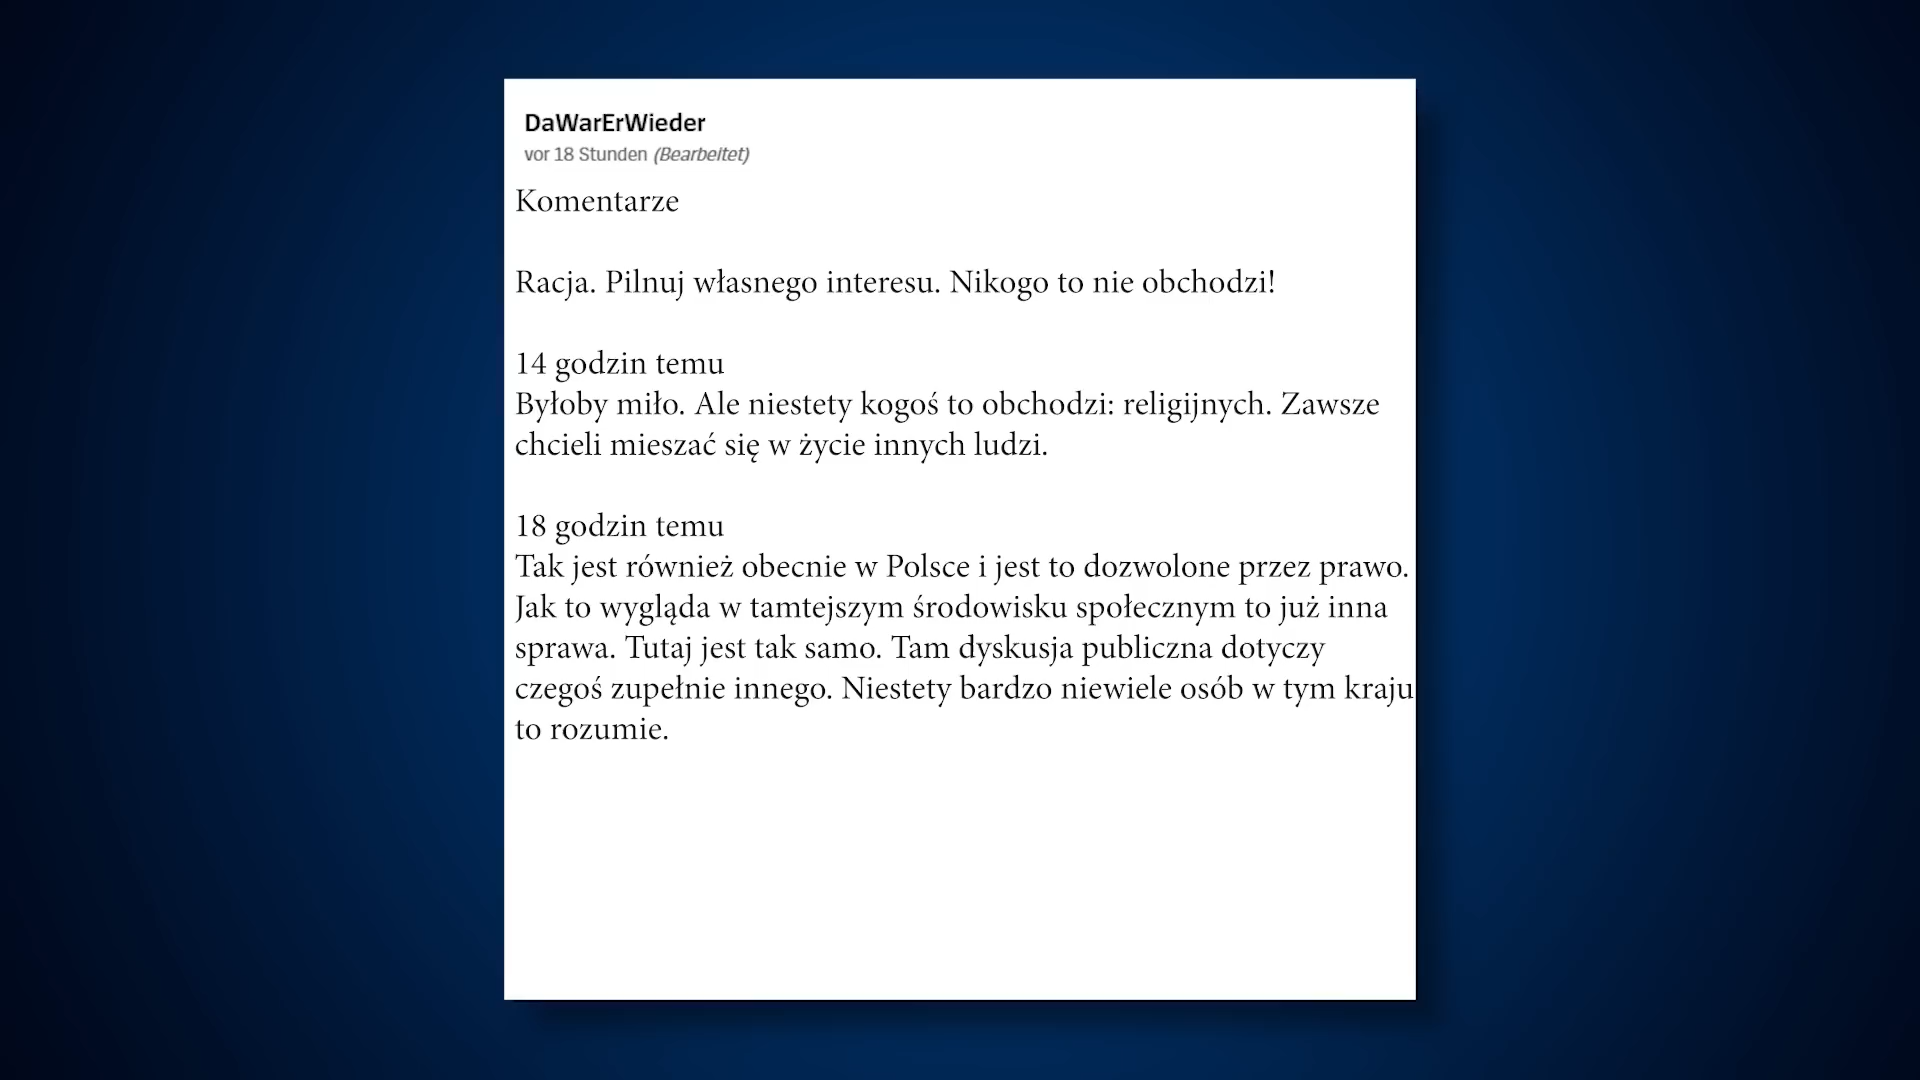 DaWarErWieder
vor 18 Stunden (Bearbeitet)
Komentarze
Racja. Pilnuj własnego interesu. Nikogo to nie obchodzi!
14 godzin temu
Byłoby miło. Ale niestety kogoś to obchodzi: religijnych. Zawsze
chcieli mieszać się w życie innych ludzi.
18 godzin temu
Tak jest również obecnie w Polsce i jest to dozwolone przez prawo.
Jak to wygląda w tamtejszym środowisku społecznym to już inna
sprawa. Tutaj jest tak samo. Tam dyskusja publiczna dotyczy
czegoś zupełnie innego. Niestety bardzo niewiele osób w tym kraju
to rozumie.